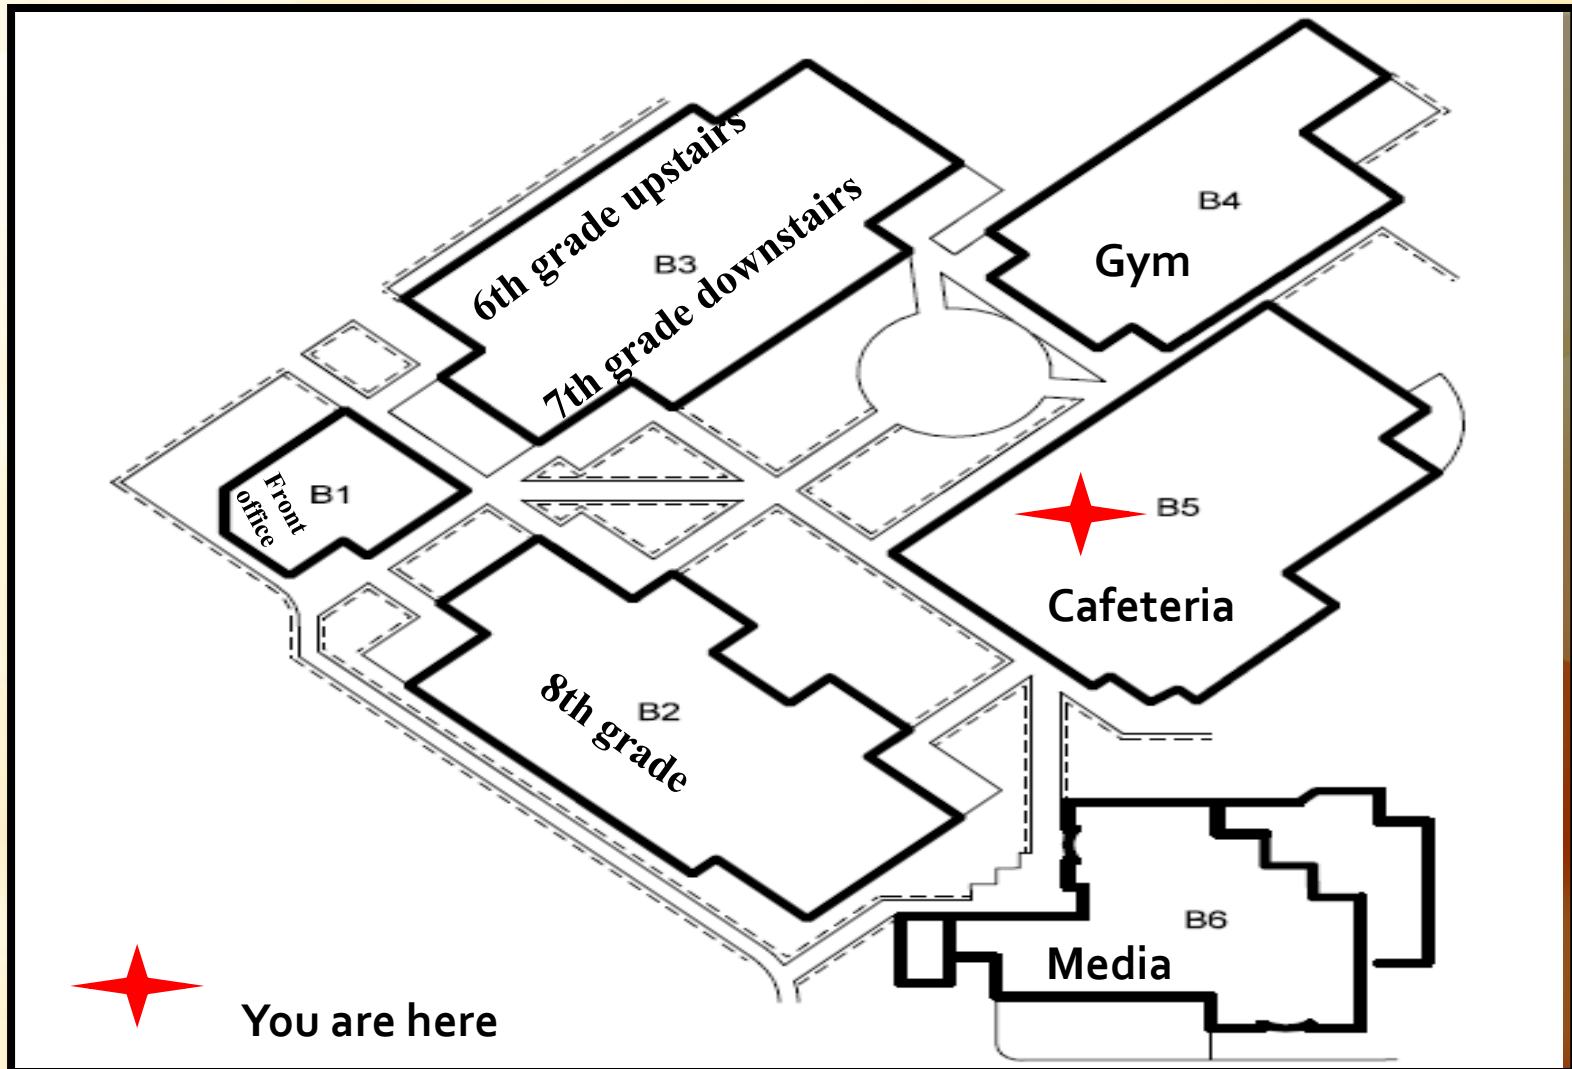 6th grade upstairs
B3
7th grade downstairs
B4
Gym
B1
Front
office
B5
Cafeteria
B2
8th grade
B6
Media
You are here